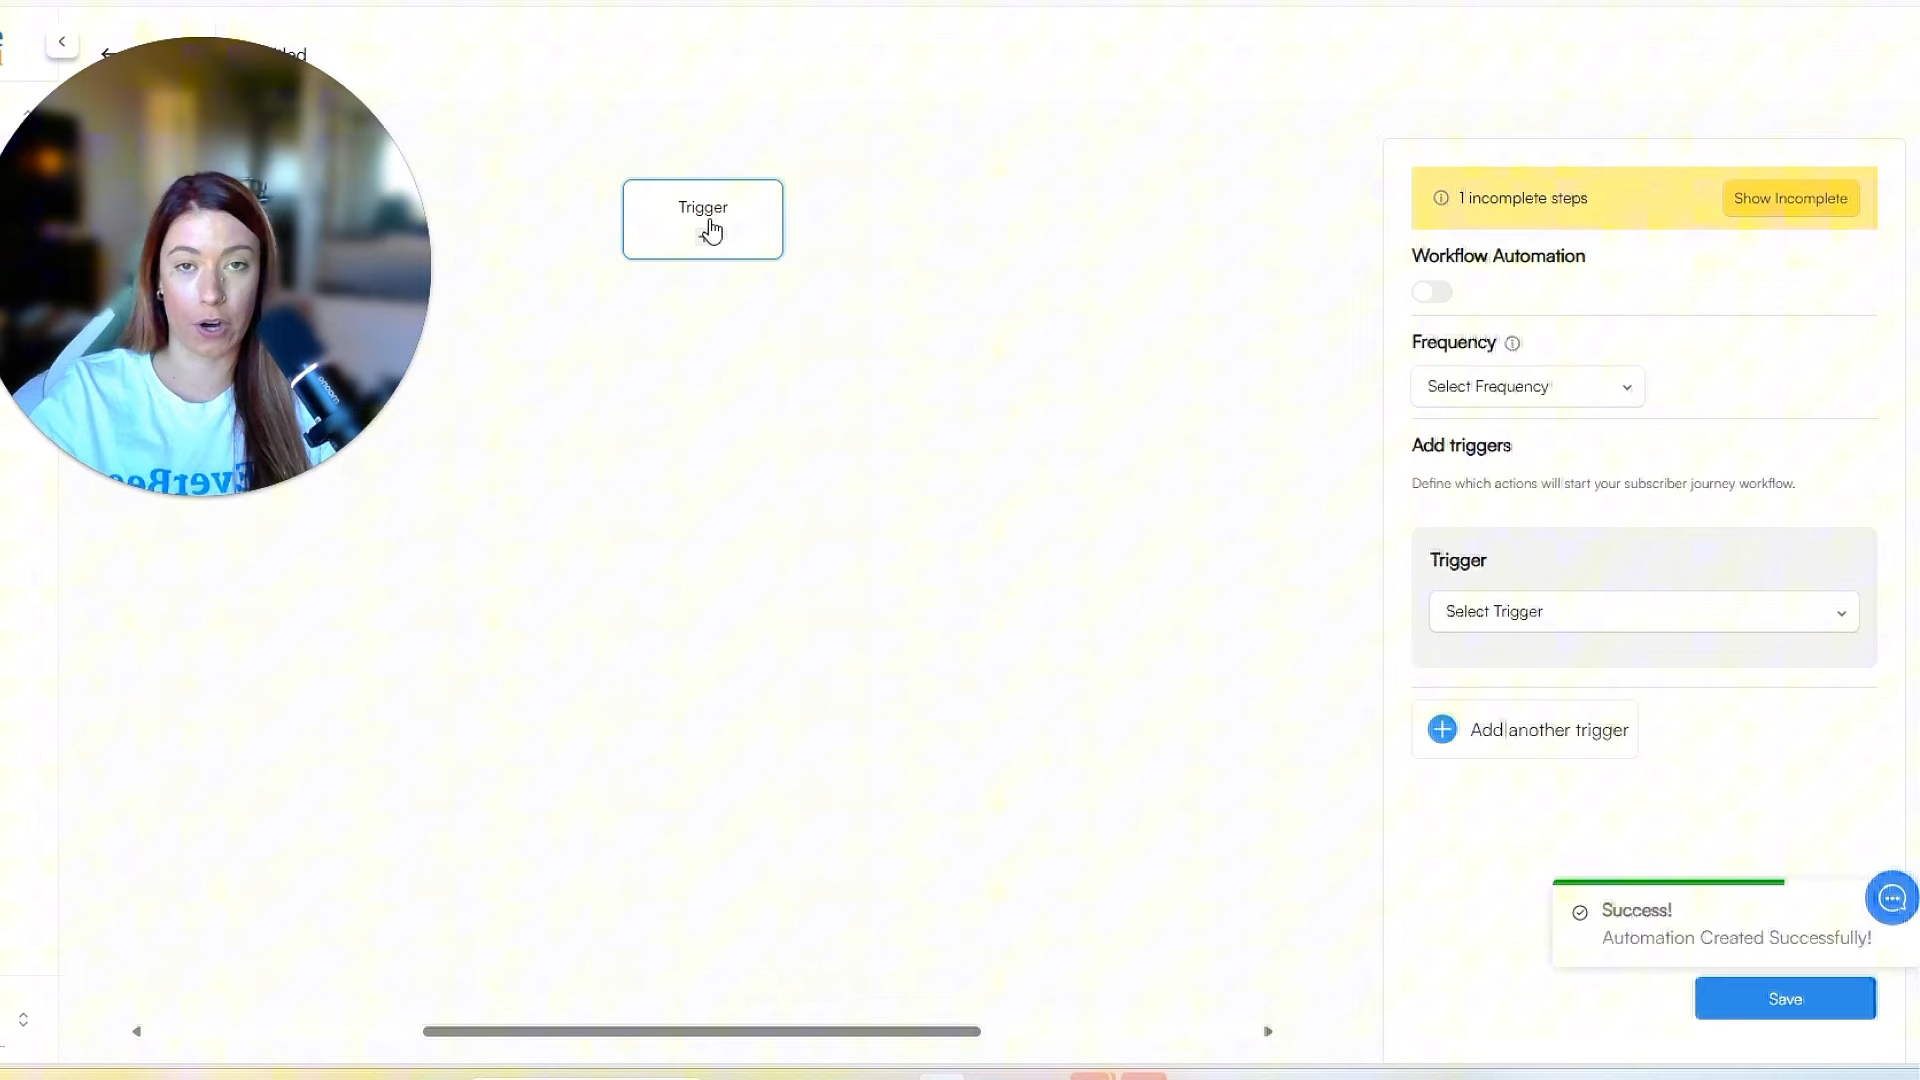 Trigger
1 incomplete steps
Show Incomplete
Workflow Automation
Frequency
Select Frequency
Add triggers
Define which actions will start your subscriber journey workflow.
Trigger
Select Trigger
Add another trigger
Success!
Automation Created Successfully!
Save